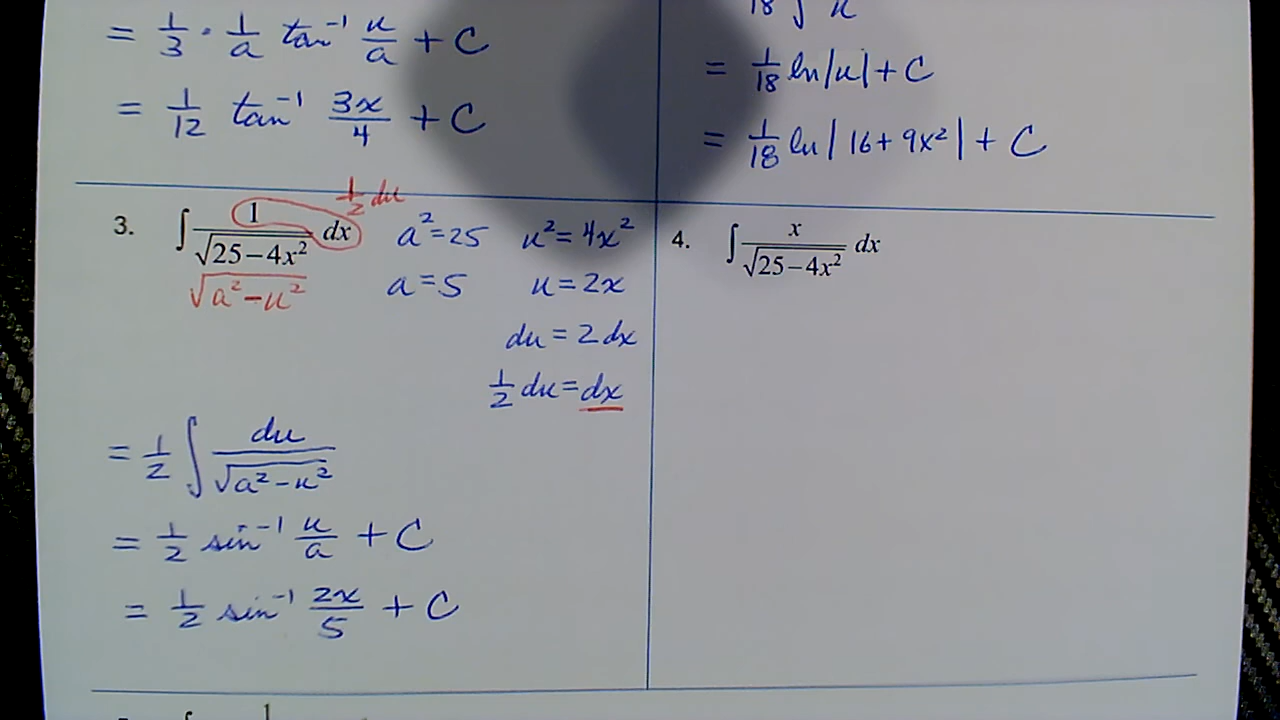 = 1/3 · 1/a tan⁻¹ u/a + C
= 1/12 tan⁻¹ 3x/4 + C
18 ∫ u
= 1/18 ln|u| + C
= 1/18 ln|16 + 9x²| + C
3. ∫ 1/√(25 − 4x²) dx
1/2 du
√(a² − u²)
a² = 25
a = 5
u² = 4x²
u = 2x
du = 2dx
1/2 du = dx
= 1/2 ∫ du/√(a² − u²)
= 1/2 sin⁻¹ u/a + C
= 1/2 sin⁻¹ 2x/5 + C
4. ∫ x/√(25 − 4x²) dx